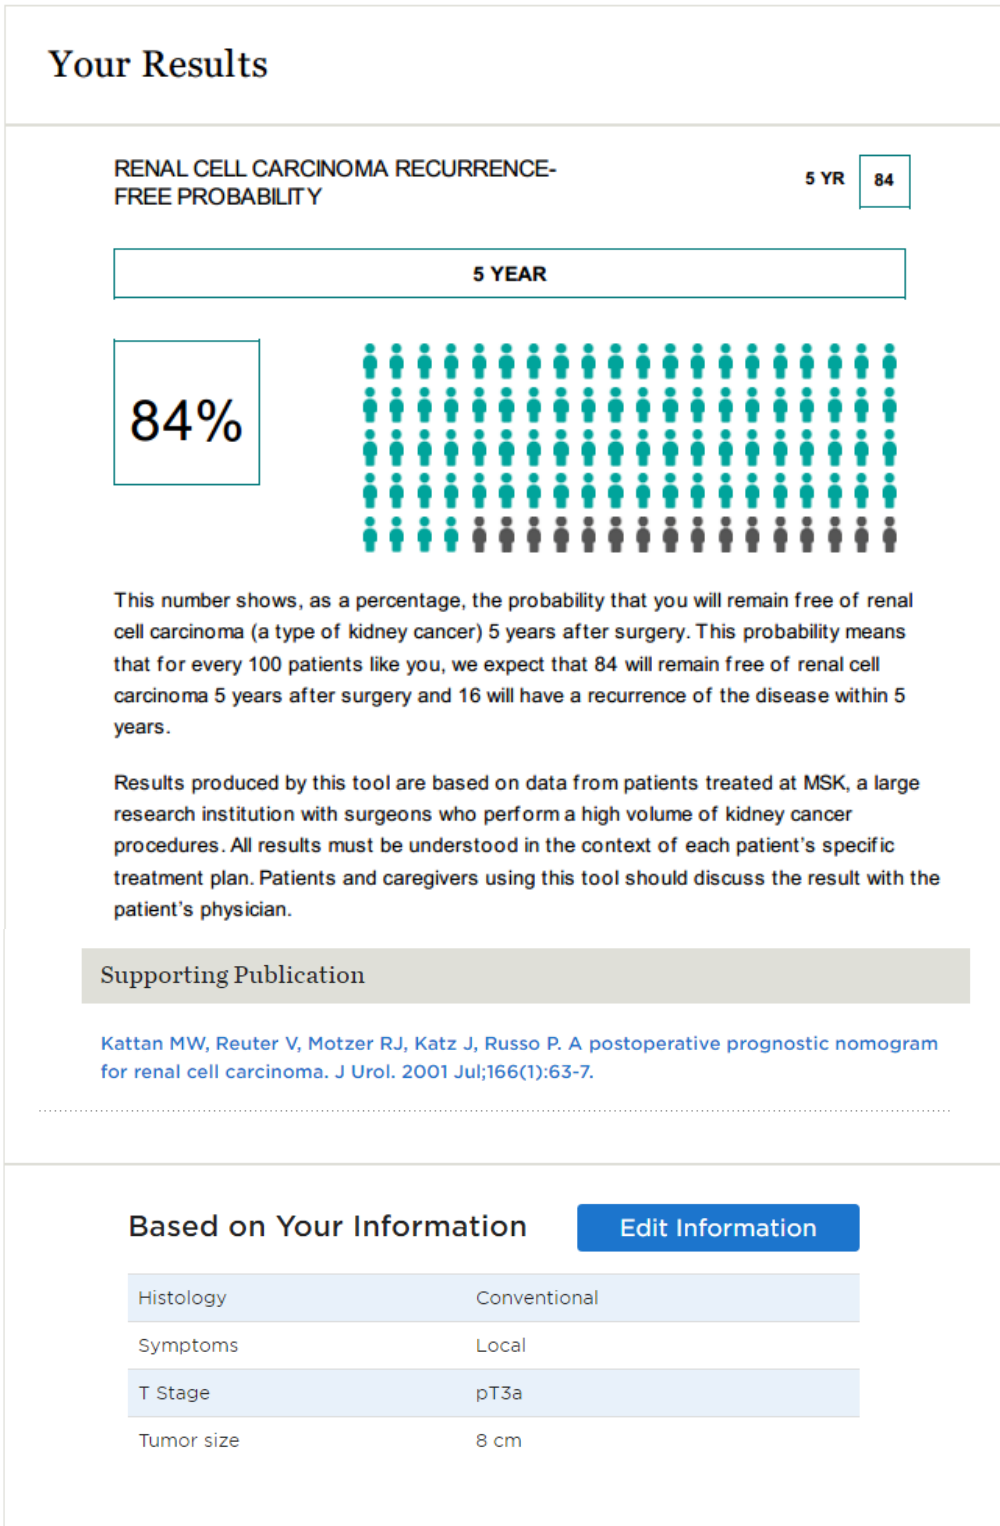 Your Results
RENAL CELL CARCINOMA RECURRENCE-
FREE PROBABILITY
5 YR 84
5 YEAR
84%
This number shows, as a percentage, the probability that you will remain free of renal
cell carcinoma (a type of kidney cancer) 5 years after surgery. This probability means
that for every 100 patients like you, we expect that 84 will remain free of renal cell
carcinoma 5 years after surgery and 16 will have a recurrence of the disease within 5
years.
Results produced by this tool are based on data from patients treated at MSK, a large
research institution with surgeons who perform a high volume of kidney cancer
procedures. All results must be understood in the context of each patient's specific
treatment plan. Patients and caregivers using this tool should discuss the result with the
patient's physician.
Supporting Publication
Kattan MW, Reuter V, Motzer RJ, Katz J, Russo P. A postoperative prognostic nomogram
for renal cell carcinoma. J Urol. 2001 Jul;166(1):63-7.
Based on Your Information
Edit Information
Histology Conventional
Symptoms Local
T Stage pT3a
Tumor size 8 cm